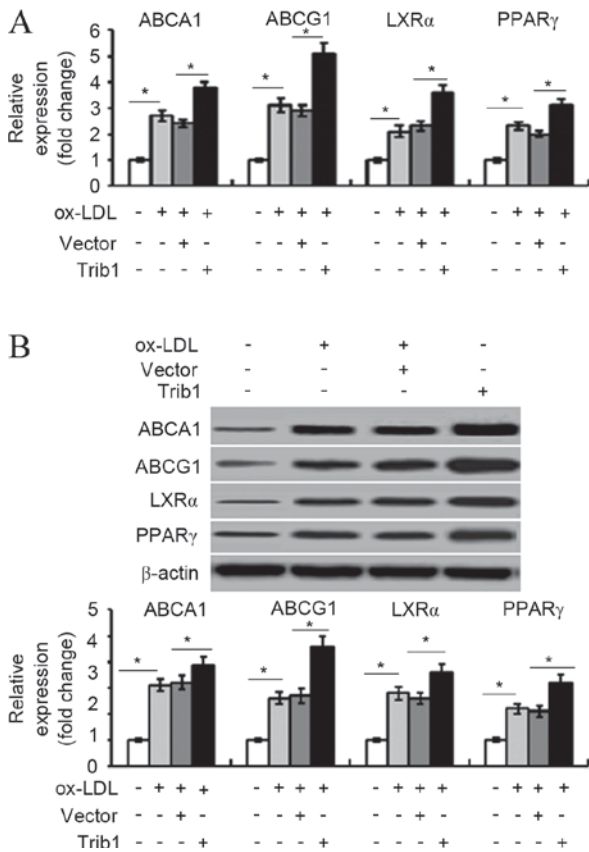 A
ABCA1 ABCG1 LXRα PPARγ
* * * * * * * *
Relative
expression
(fold change)
6
5
4
3
2
1
0
ox-LDL - + + + - + + + - + + + - + + +
Vector - - + - - - + - - - + - - - + -
Trib1 - - - + - - - + - - - + - - - +
B
ox-LDL - + + -
Vector - - + -
Trib1 - - - +
ABCA1
ABCG1
LXRα
PPARγ
β-actin
ABCA1 ABCG1 LXRα PPARγ
* * * * * * * *
Relative
expression
(fold change)
5
4
3
2
1
0
ox-LDL - + + + - + + + - + + + - + + +
Vector - - + - - - + - - - + - - - + -
Trib1 - - - + - - - + - - - + - - - +